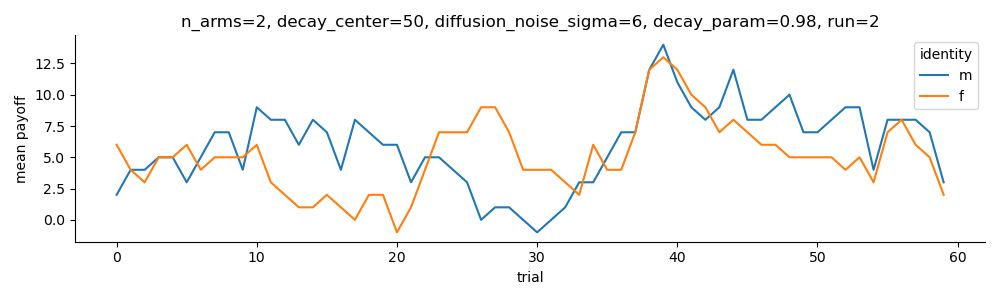 n_arms=2, decay_center=50, diffusion_noise_sigma=6, decay_param=0.98, run=2
identity
m
f
mean payoff
12.5
10.0
7.5
5.0
2.5
0.0
0 10 20 30 40 50 60
trial